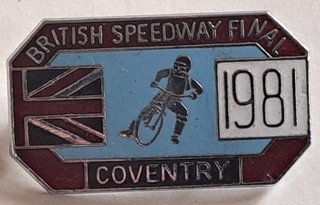 BRITISH SPEEDWAY FINAL
1981
COVENTRY